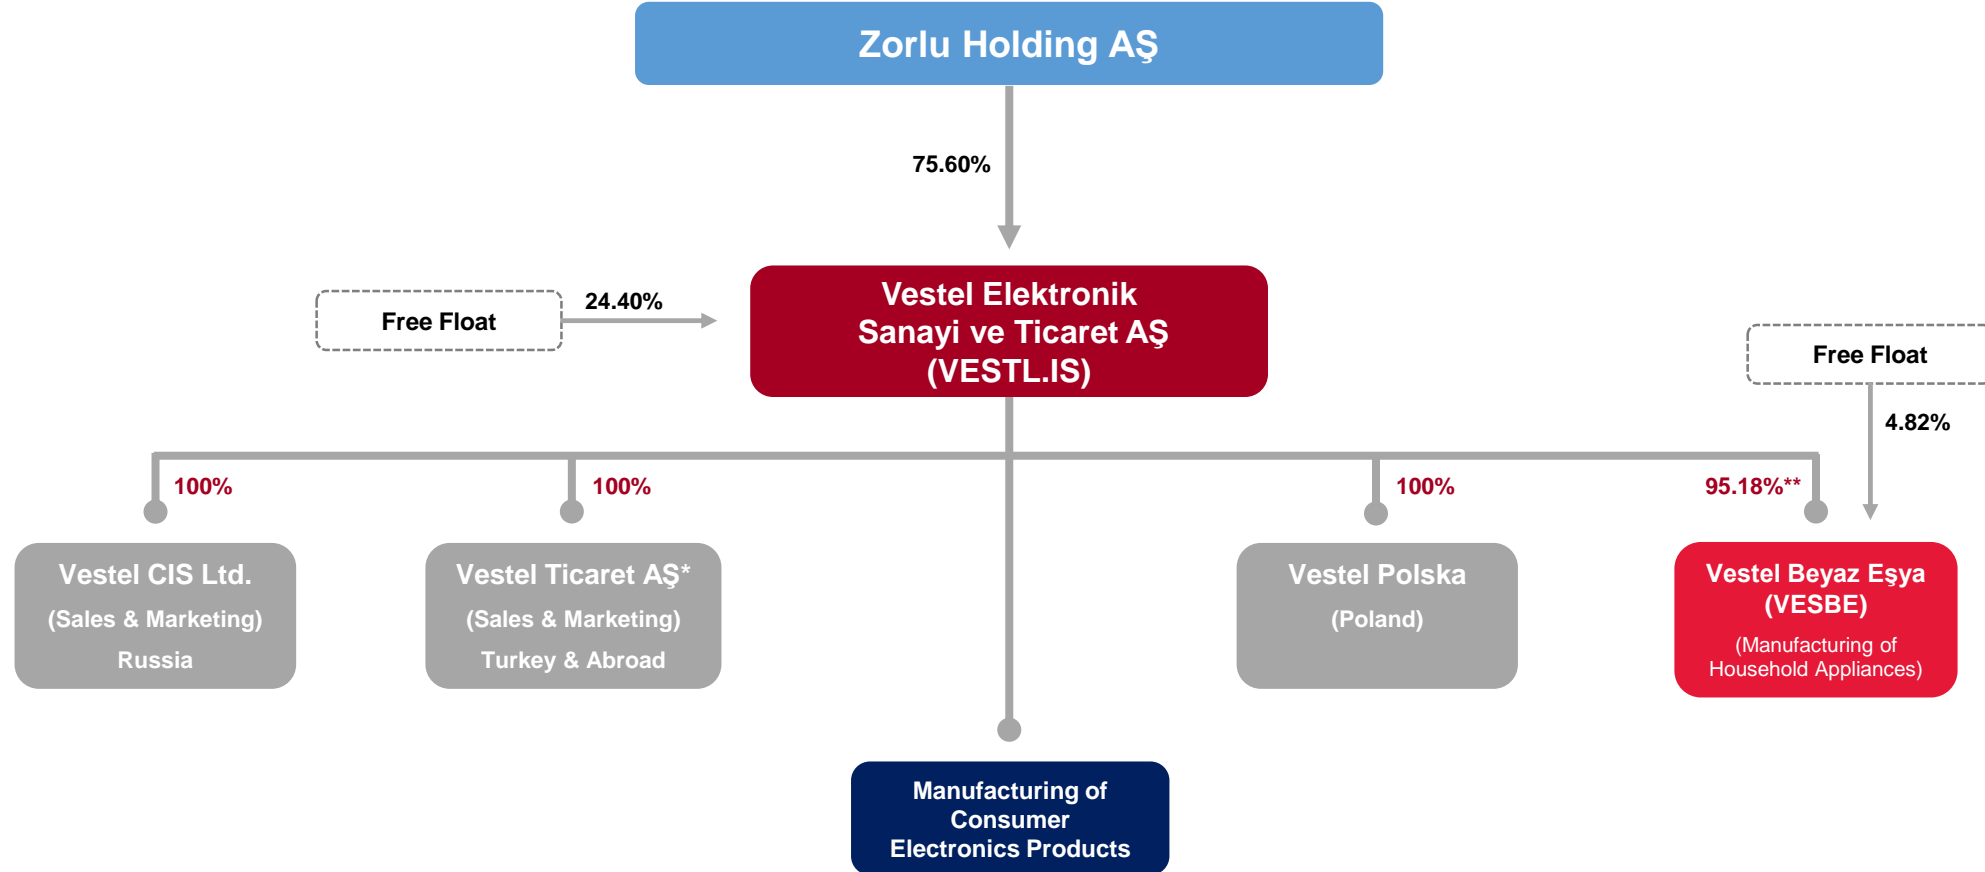 Zorlu Holding AŞ
75.60%
Free Float
24.40%
Vestel Elektronik
Sanayi ve Ticaret AŞ
(VESTL.IS)
Free Float
4.82%
100%
100%
100%
95.18%**
Vestel CIS Ltd.
(Sales & Marketing)
Russia
Vestel Ticaret AŞ*
(Sales & Marketing)
Turkey & Abroad
Vestel Polska
(Poland)
Vestel Beyaz Eşya
(VESBE)
(Manufacturing of
Household Appliances)
Manufacturing of
Consumer
Electronics Products